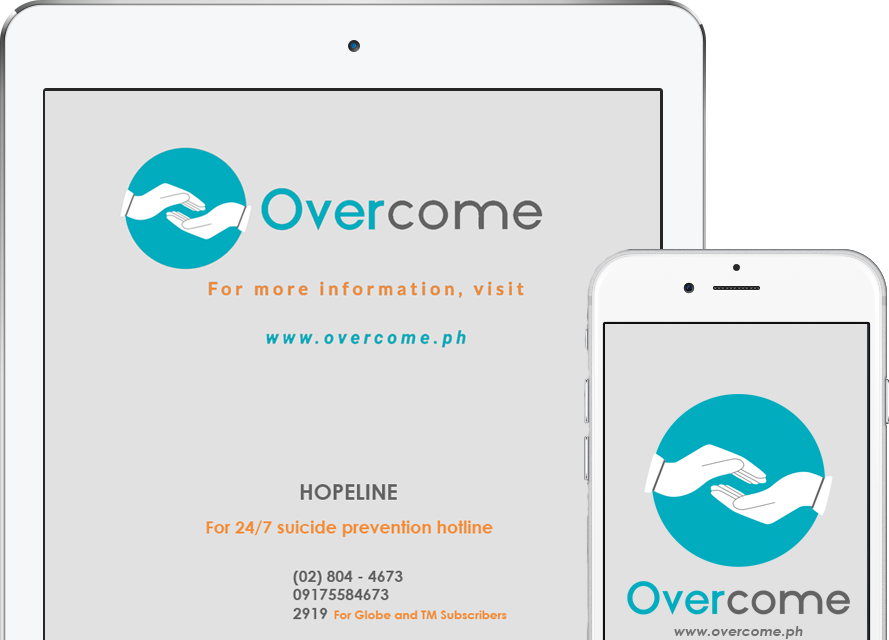 Overcome
For more information, visit
www.overcome.ph
HOPELINE
For 24/7 suicide prevention hotline
(02) 804 - 4673
09175584673
2919 For Globe and TM Subscribers
Overcome
www.overcome.ph